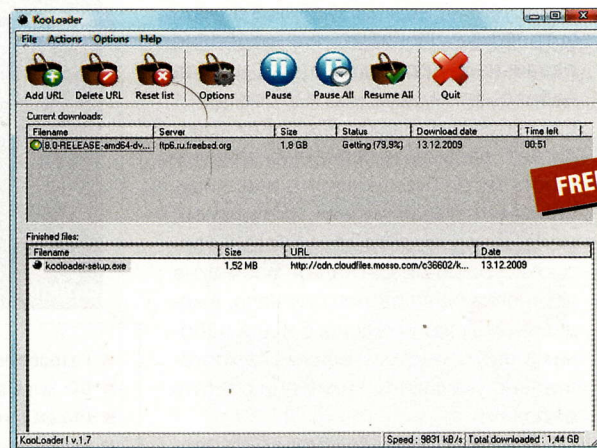 KooLoader
File Actions Options Help
Add URL Delete URL Reset list Options Pause Pause All Resume All Quit
Current downloads:
Filename Server Size Status Download date Time left
8.0-RELEASE-amd64-dv... ftp6.ru.freebsd.org 1,8 GB Getting (79,9%) 13.12.2009 00:51
FREE
Finished files:
Filename Size URL Date
kooloader-setup.exe 1,52 MB http://cdn.cloudfiles.mosso.com/c36602/k... 13.12.2009
KooLoader! v.1,7 Speed: 9831 kB/s Total downloaded: 1,44 GB